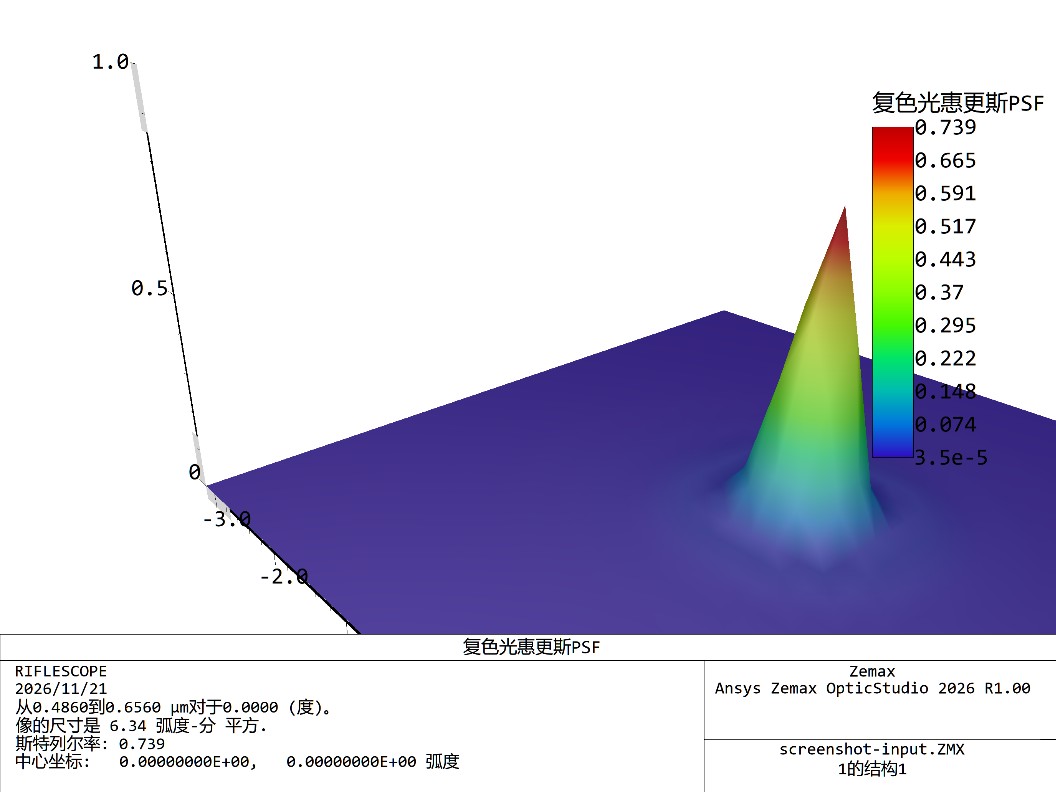 1.0
0.5
0
-3.0
-2.0
复色光惠更斯PSF
0.739
0.665
0.591
0.517
0.443
0.37
0.295
0.222
0.148
0.074
3.5e-5
复色光惠更斯PSF
RIFLESCOPE
2026/11/21
从0.4860到0.6560 µm对于0.0000 (度)。
像的尺寸是 6.34 弧度-分 平方.
斯特列尔率: 0.739
中心坐标: 0.00000000E+00, 0.00000000E+00 弧度
Zemax
Ansys Zemax OpticStudio 2026 R1.00
screenshot-input.ZMX
1的结构1